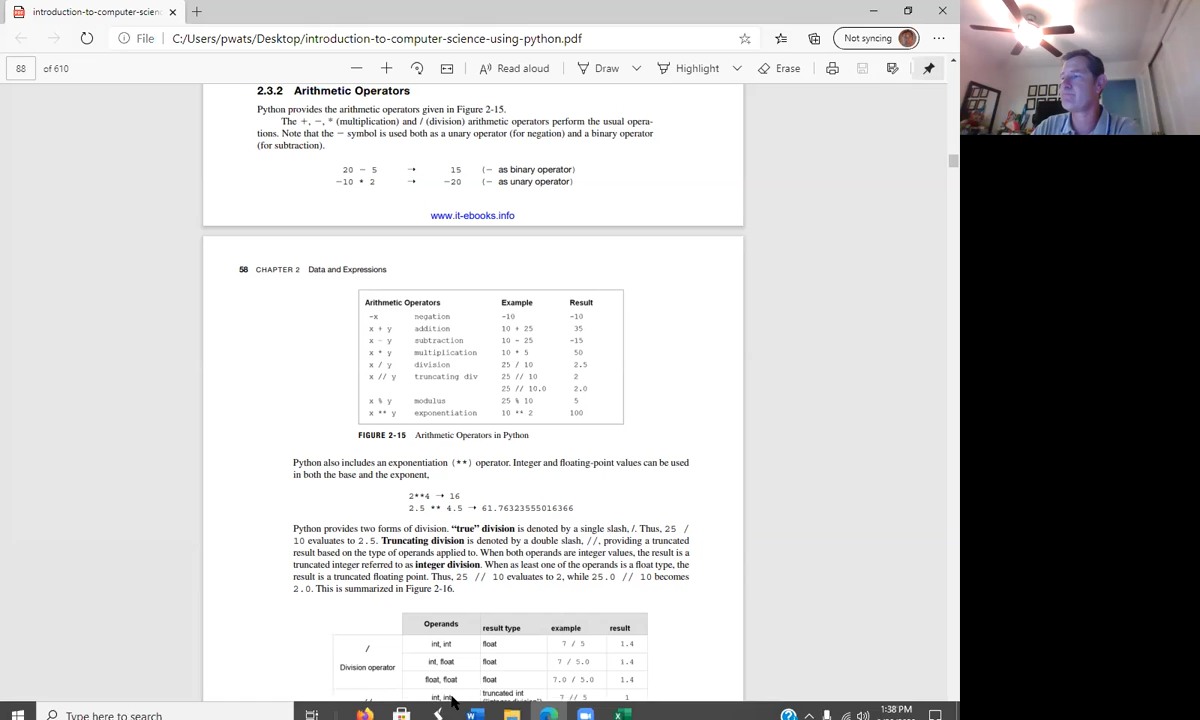 introduction-to-computer-scien
File
C:/Users/pwats/Desktop/introduction-to-computer-science-using-python.pdf
Not syncing
88 of 610
Read aloud
Draw
Highlight
Erase
2.3.2 Arithmetic Operators
Python provides the arithmetic operators given in Figure 2-15.
The +, −, * (multiplication) and / (division) arithmetic operators perform the usual opera-
tions. Note that the − symbol is used both as a unary operator (for negation) and a binary operator
(for subtraction).
20 − 5 → 15 (− as binary operator)
−10 * 2 → −20 (− as unary operator)
www.it-ebooks.info
58 CHAPTER 2 Data and Expressions
Arithmetic Operators Example Result
-x negation -10 -10
x + y addition 10 + 25 35
x - y subtraction 10 - 25 -15
x * y multiplication 10 * 5 50
x / y division 25 / 10 2.5
x // y truncating div 25 // 10 2
25 // 10.0 2.0
x % y modulus 25 % 10 5
x ** y exponentiation 10 ** 2 100
FIGURE 2-15 Arithmetic Operators in Python
Python also includes an exponentiation (**) operator. Integer and floating-point values can be used
in both the base and the exponent,
2**4 → 16
2.5 ** 4.5 → 61.76323555016366
Python provides two forms of division. “true” division is denoted by a single slash, /. Thus, 25 /
10 evaluates to 2.5. Truncating division is denoted by a double slash, //, providing a truncated
result based on the type of operands applied to. When both operands are integer values, the result is a
truncated integer referred to as integer division. When as least one of the operands is a float type, the
result is a truncated floating point. Thus, 25 // 10 evaluates to 2, while 25.0 // 10 becomes
2.0. This is summarized in Figure 2-16.
Operands result type example result
/ int, int float 7 / 5 1.4
Division operator int, float float 7 / 5.0 1.4
float, float float 7.0 / 5.0 1.4
int, int truncated int 7 // 5 1
Type here to search
1:38 PM